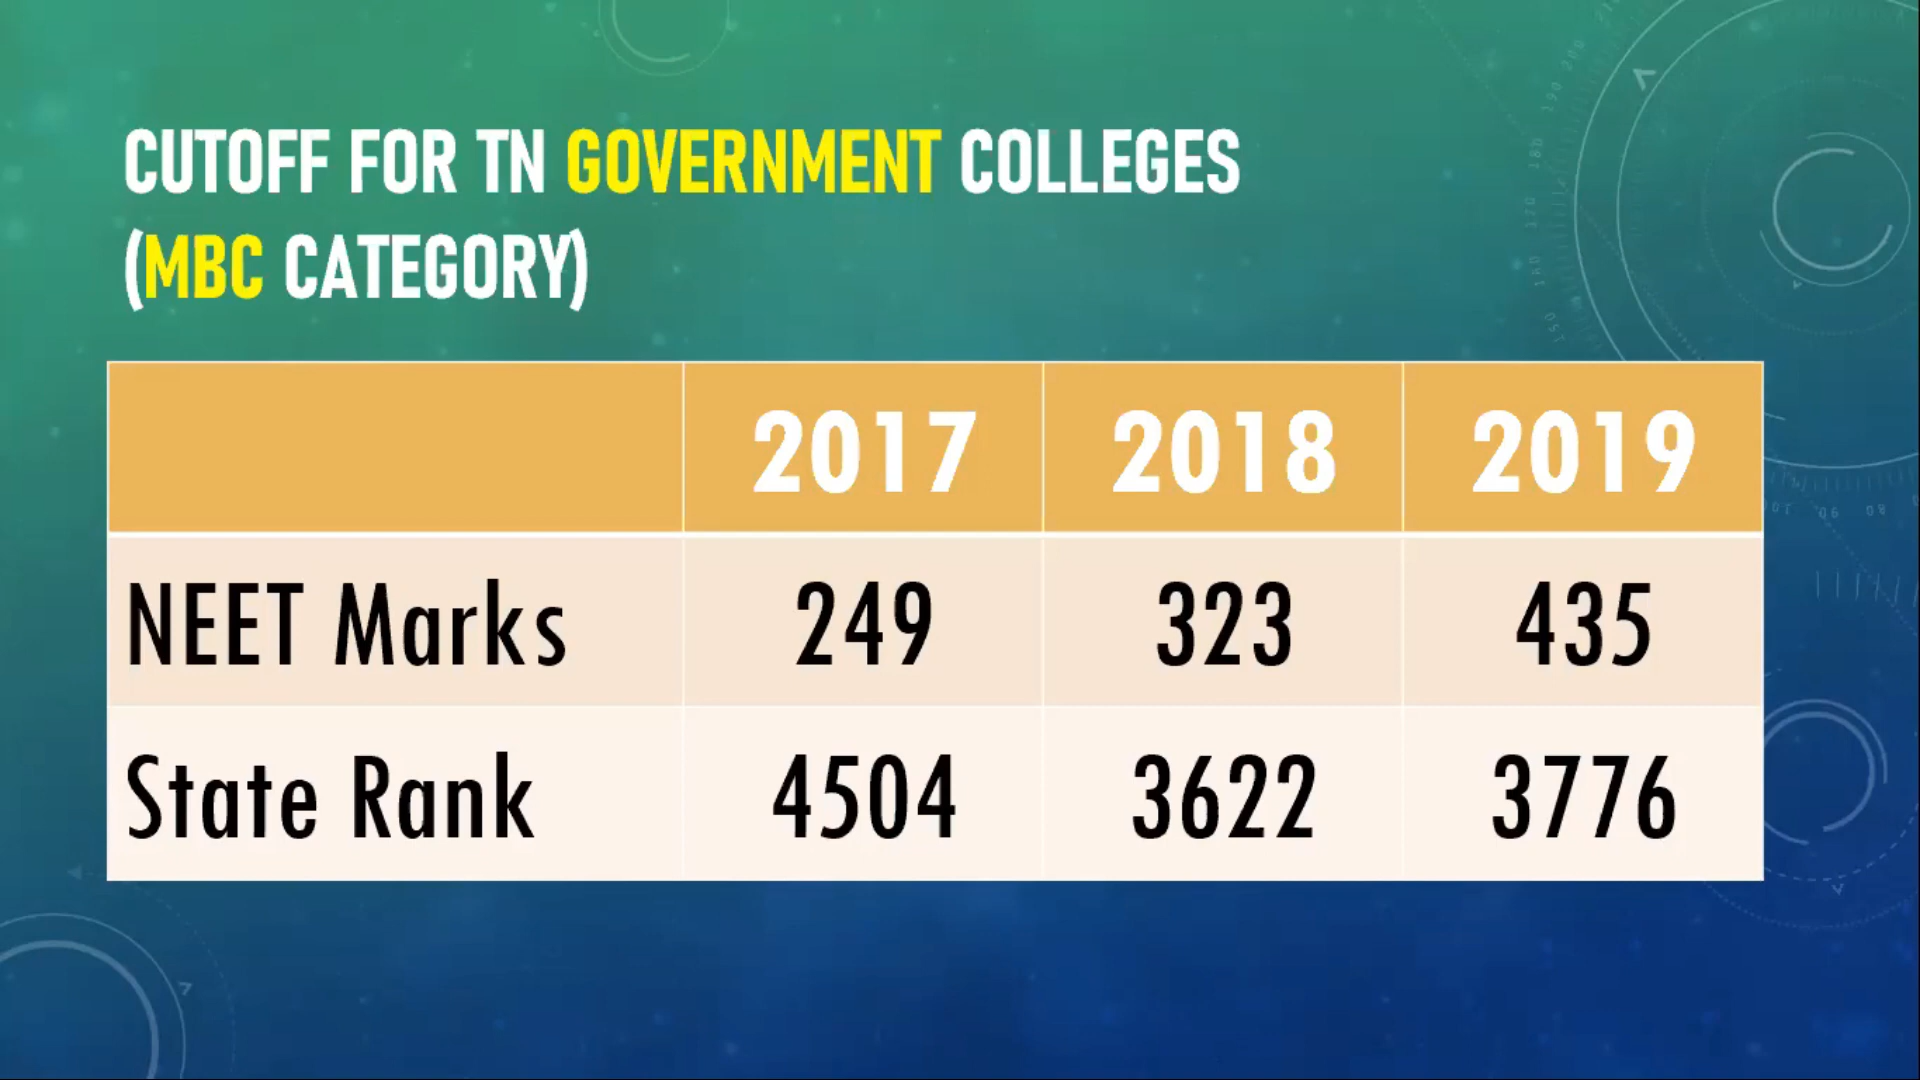 CUTOFF FOR TN GOVERNMENT COLLEGES
(MBC CATEGORY)
2017 2018 2019
NEET Marks 249 323 435
State Rank 4504 3622 3776